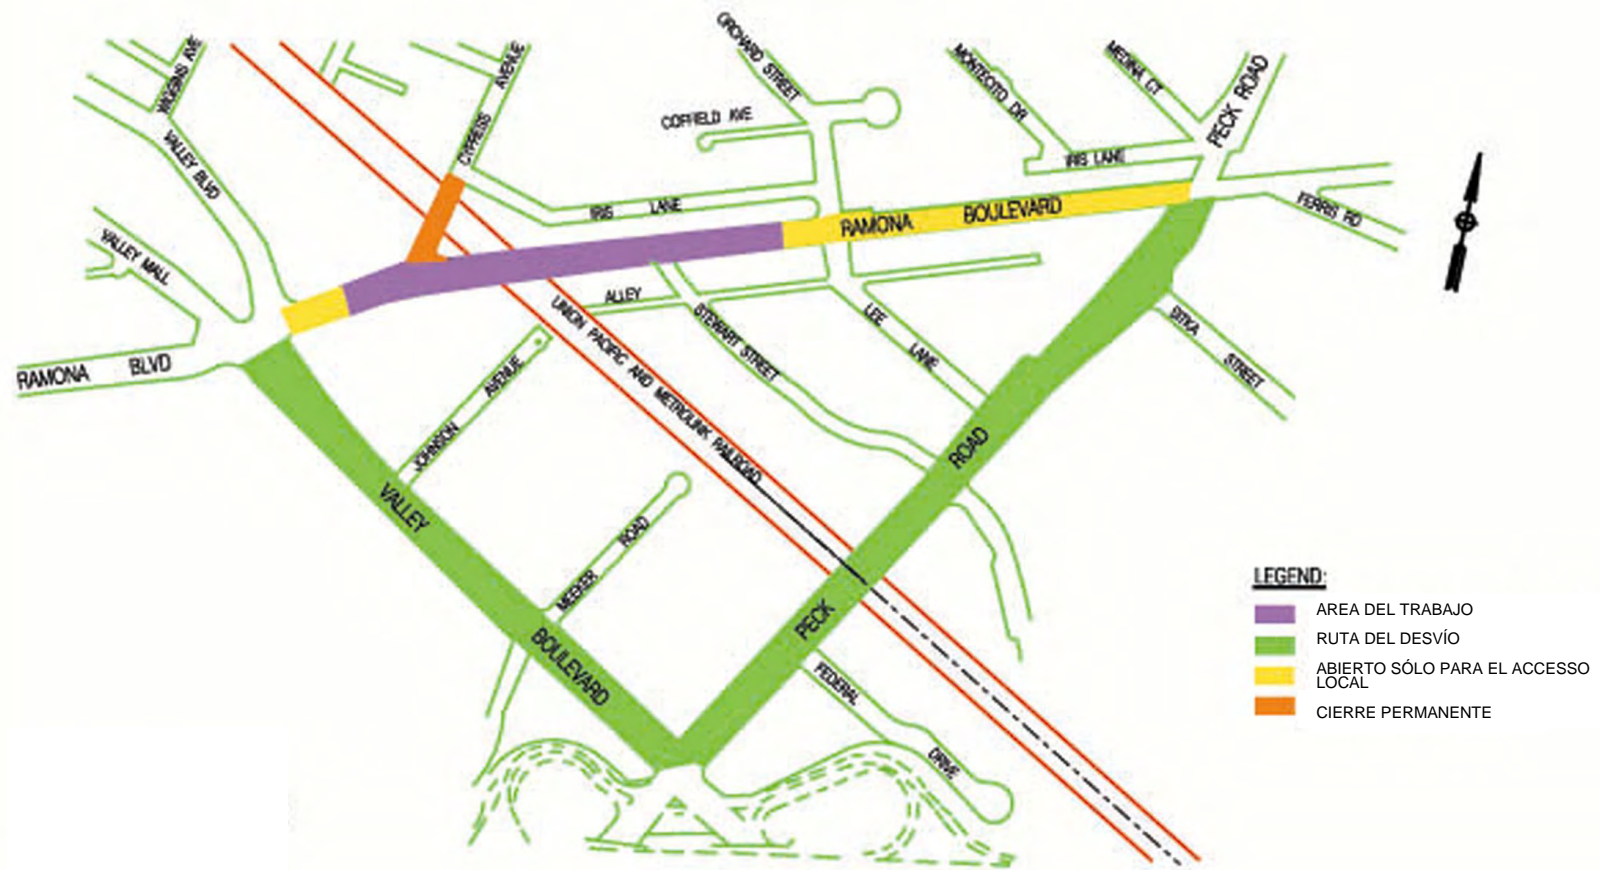 WIGGINS AVE
VALLEY BLVD
VALLEY MALL
RAMONA BLVD
CYPRESS AVENUE
ORCHARD STREET
COFFIELD AVE
IRIS LANE
MONTECITO DR
MEDINA CT
PECK ROAD
IRIS LANE
FERRIS RD
RAMONA BOULEVARD
ALLEY
UNION PACIFIC AND METROLINK RAILROAD
STEWART STREET
LEE LANE
SITKA STREET
JOHNSON AVENUE
MEEKER ROAD
VALLEY BOULEVARD
PECK ROAD
FEDERAL DRIVE
LEGEND:
AREA DEL TRABAJO
RUTA DEL DESVÍO
ABIERTO SÓLO PARA EL ACCESSO
LOCAL
CIERRE PERMANENTE